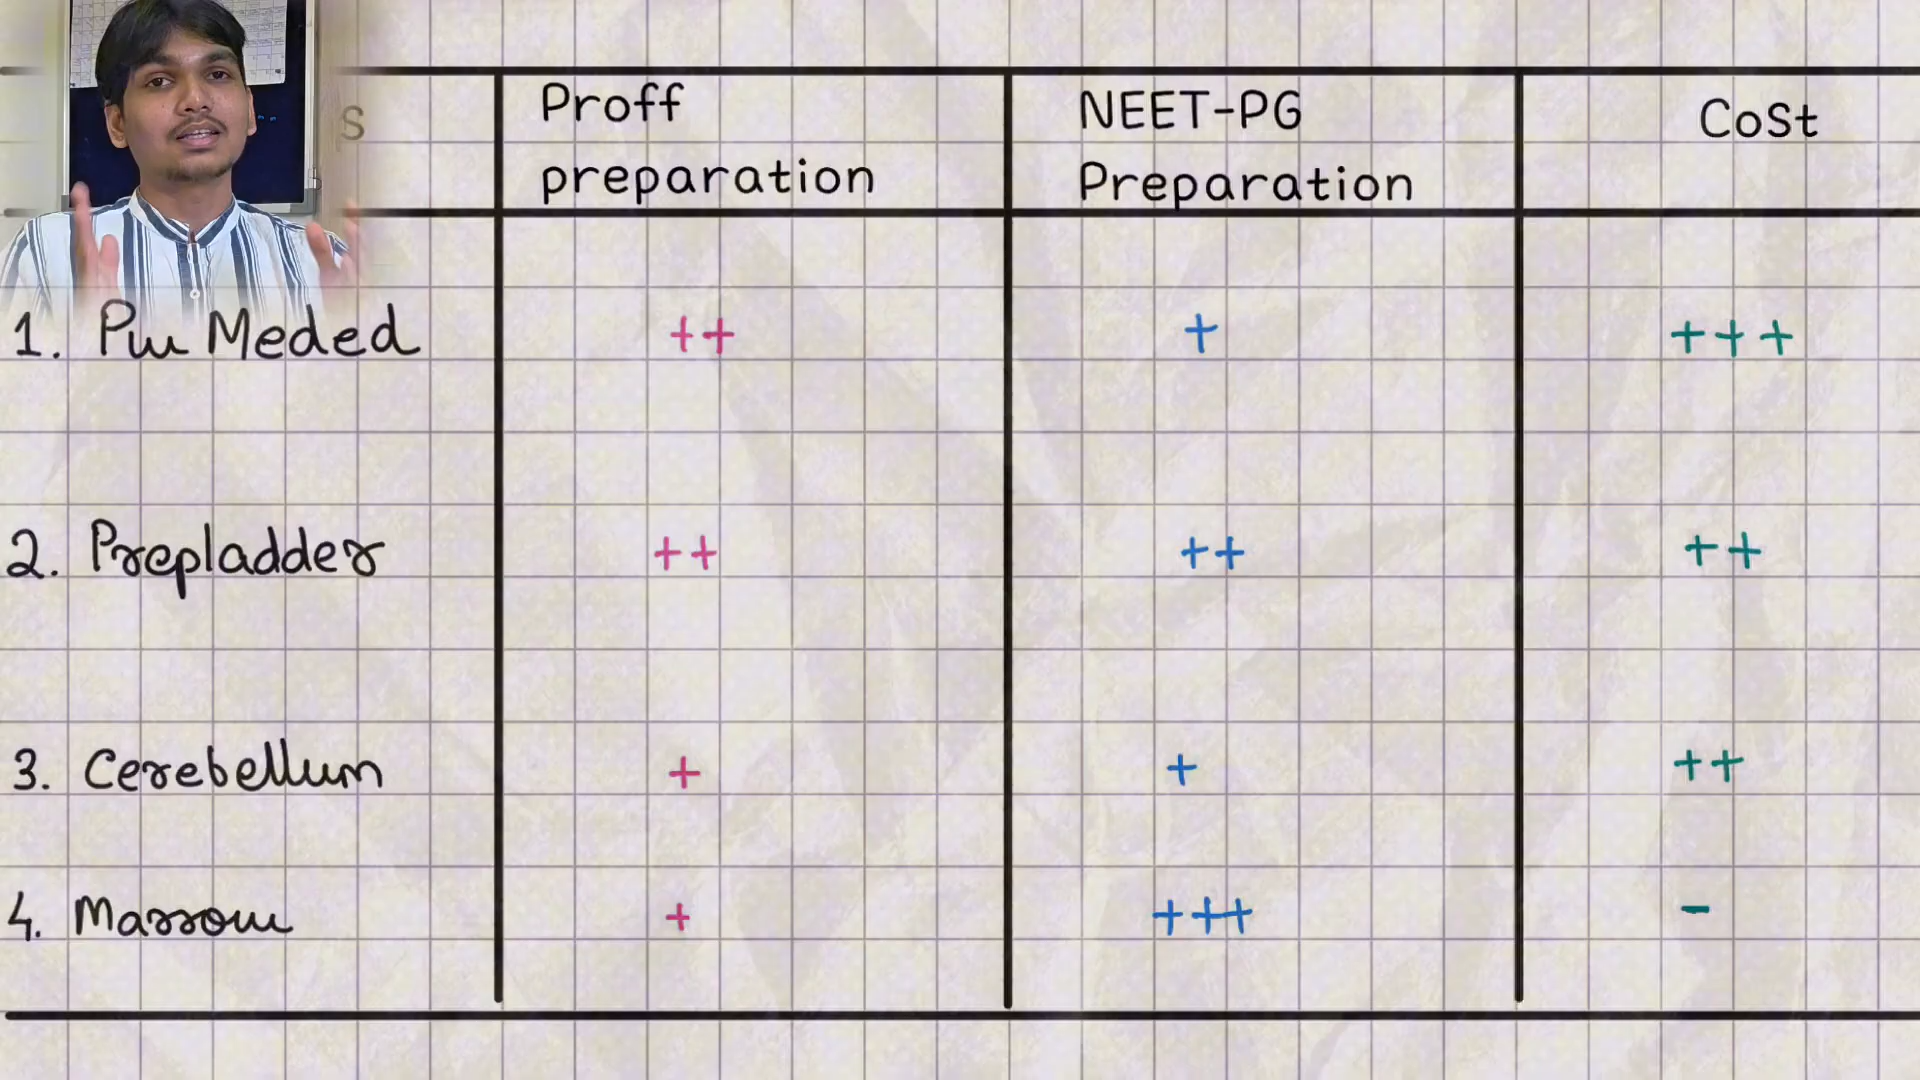 Proff
preparation
NEET-PG
Preparation
Cost
1. Pw Meded ++ + +++
2. Prepladder ++ ++ ++
3. Cerebellum + + ++
4. Marrow + +++ -